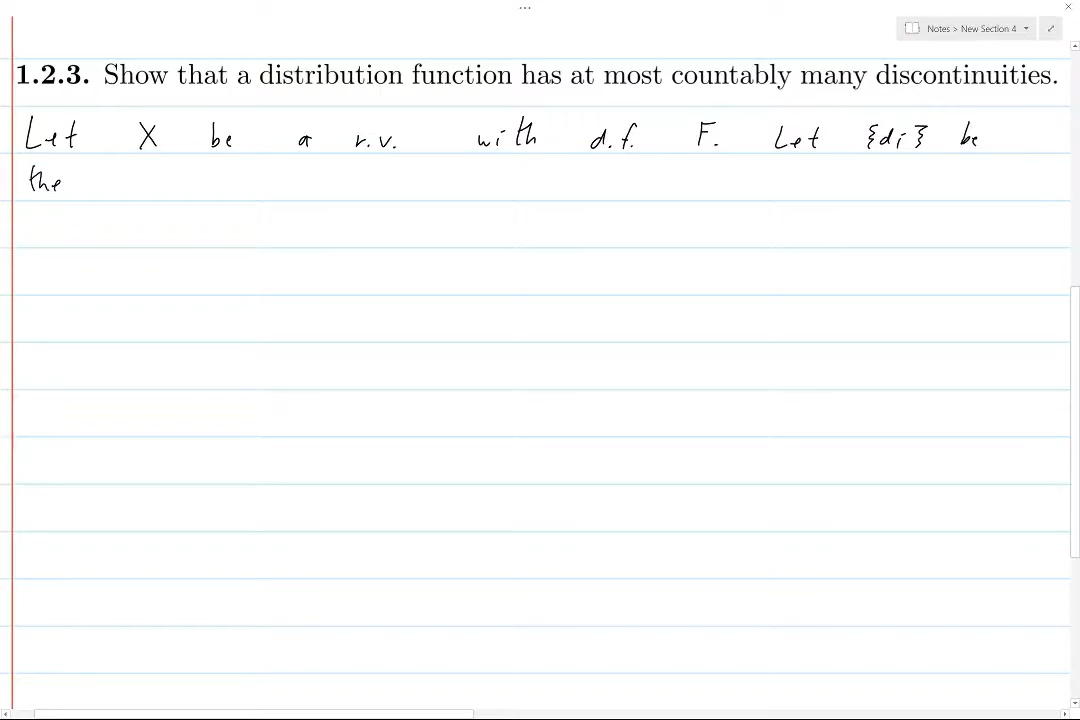 ...
Notes > New Section 4
1.2.3. Show that a distribution function has at most countably many discontinuities.
Let X be a r.v. with d.f. F. Let {di} be
the